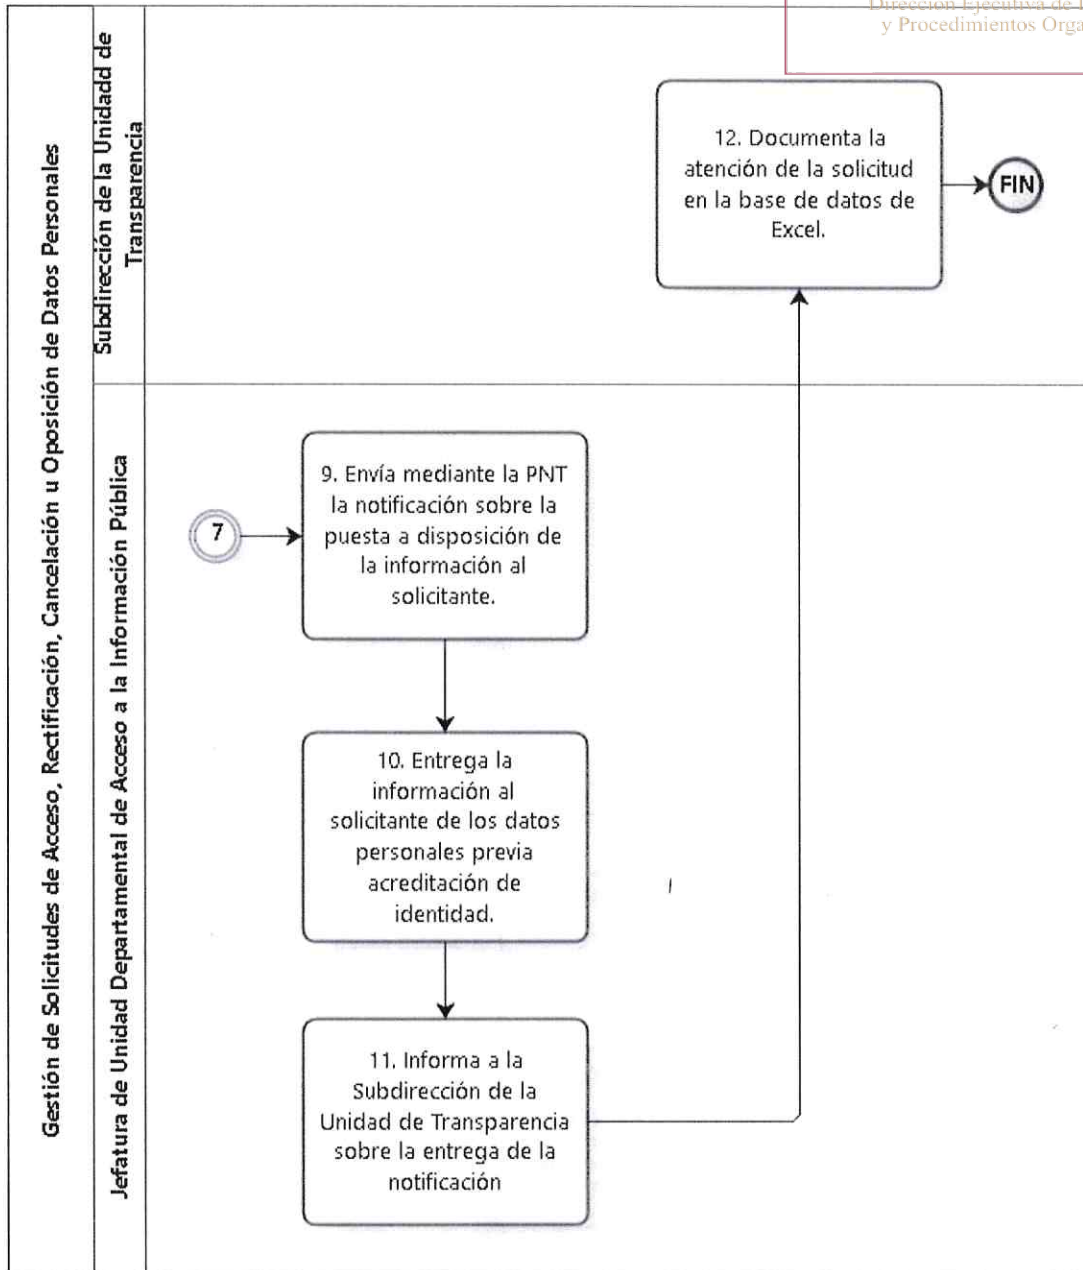 Dirección Ejecutiva de
y Procedimientos Orga
Gestión de Solicitudes de Acceso, Rectificación, Cancelación u Oposición de Datos Personales
Subdirección de la Unidadd de
Transparencia
12. Documenta la
atención de la solicitud
en la base de datos de
Excel.
FIN
Jefatura de Unidad Departamental de Acceso a la Información Pública
7
9. Envía mediante la PNT
la notificación sobre la
puesta a disposición de
la información al
solicitante.
10. Entrega la
información al
solicitante de los datos
personales previa
acreditación de
identidad.
11. Informa a la
Subdirección de la
Unidad de Transparencia
sobre la entrega de la
notificación